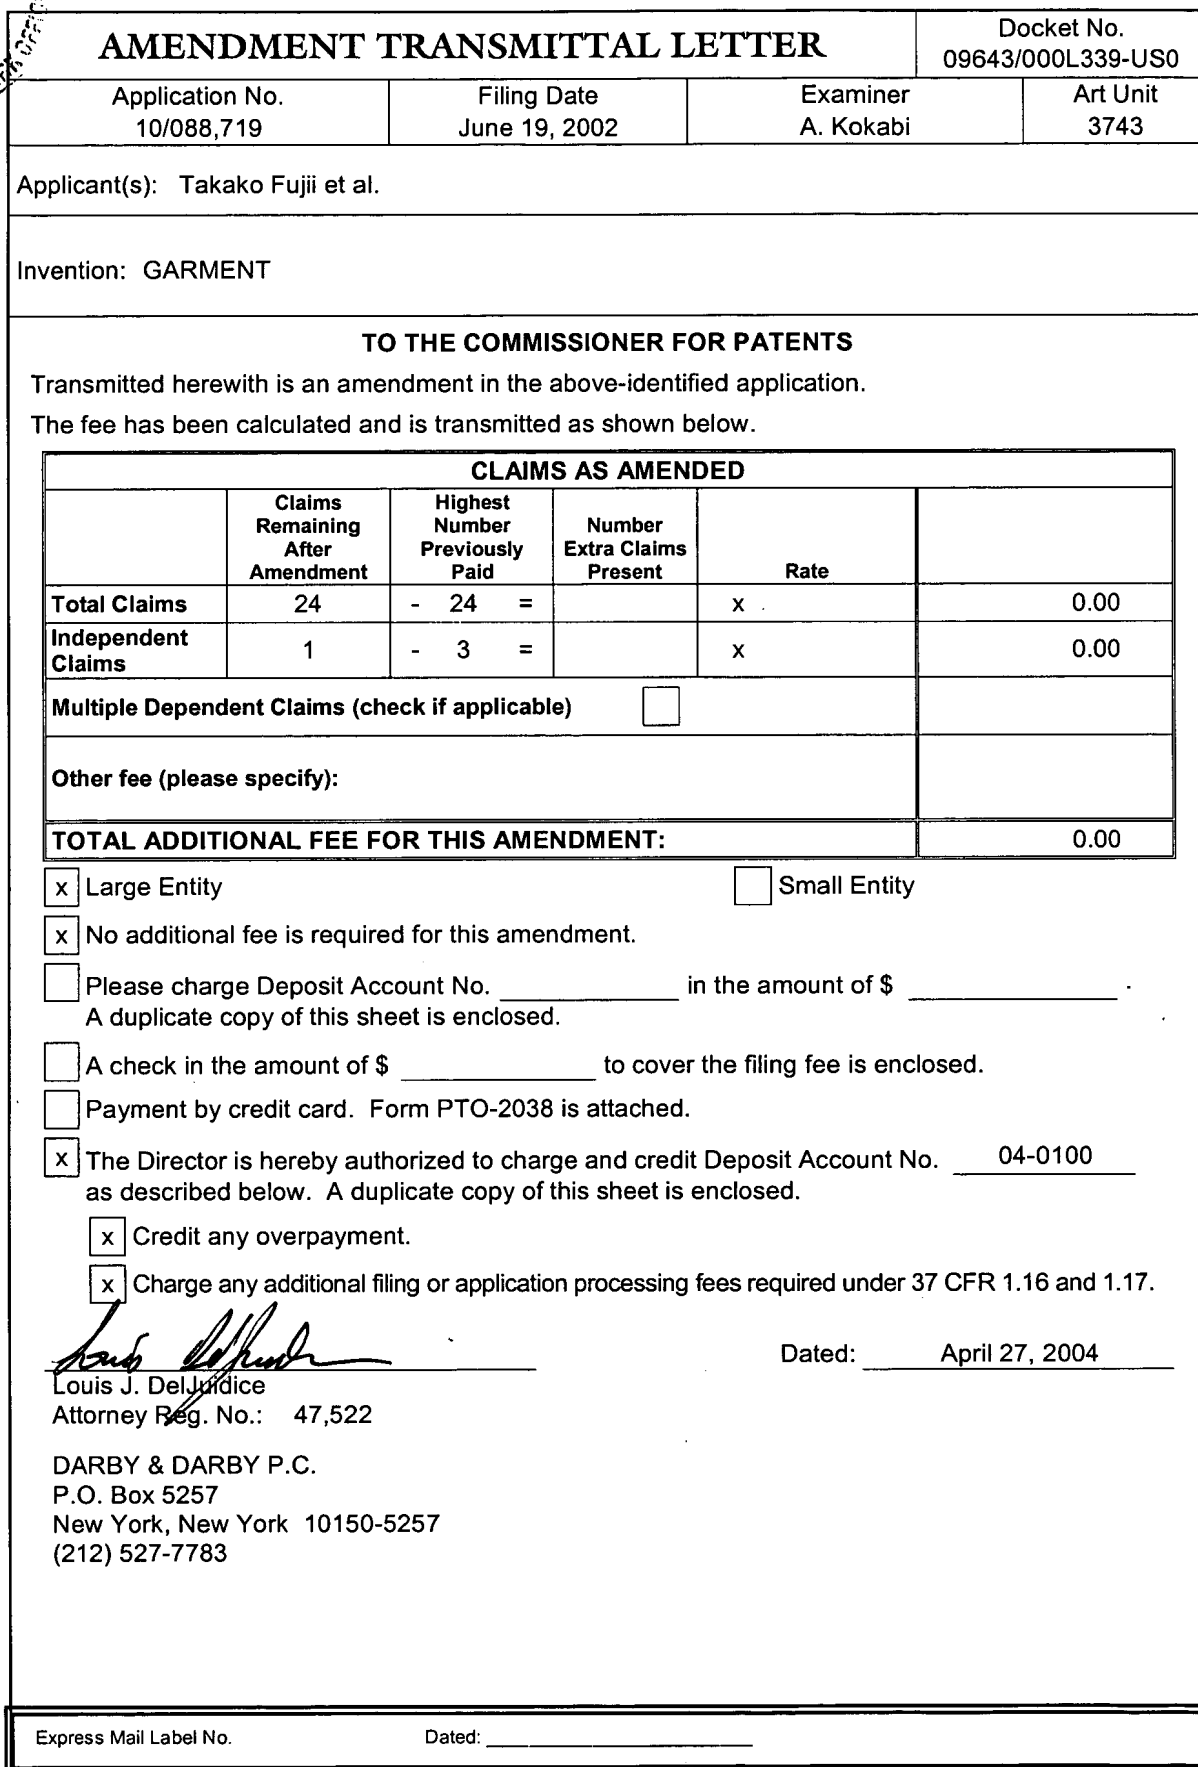 AMENDMENT TRANSMITTAL LETTER
Docket No.
09643/000L339-US0
Application No.
10/088,719
Filing Date
June 19, 2002
Examiner
A. Kokabi
Art Unit
3743
Applicant(s): Takako Fujii et al.
Invention: GARMENT
TO THE COMMISSIONER FOR PATENTS
Transmitted herewith is an amendment in the above-identified application.
The fee has been calculated and is transmitted as shown below.
CLAIMS AS AMENDED
Claims
Remaining
After
Amendment
Highest
Number
Previously
Paid
Number
Extra Claims
Present
Rate
Total Claims 24 - 24 = x 0.00
Independent
Claims 1 - 3 = x 0.00
Multiple Dependent Claims (check if applicable)
Other fee (please specify):
TOTAL ADDITIONAL FEE FOR THIS AMENDMENT: 0.00
x Large Entity Small Entity
x No additional fee is required for this amendment.
Please charge Deposit Account No. in the amount of $ .
A duplicate copy of this sheet is enclosed.
A check in the amount of $ to cover the filing fee is enclosed.
Payment by credit card. Form PTO-2038 is attached.
x The Director is hereby authorized to charge and credit Deposit Account No. 04-0100
as described below. A duplicate copy of this sheet is enclosed.
x Credit any overpayment.
x Charge any additional filing or application processing fees required under 37 CFR 1.16 and 1.17.
Dated: April 27, 2004
Louis J. DelJuidice
Attorney Reg. No.: 47,522
DARBY & DARBY P.C.
P.O. Box 5257
New York, New York 10150-5257
(212) 527-7783
Express Mail Label No. Dated: